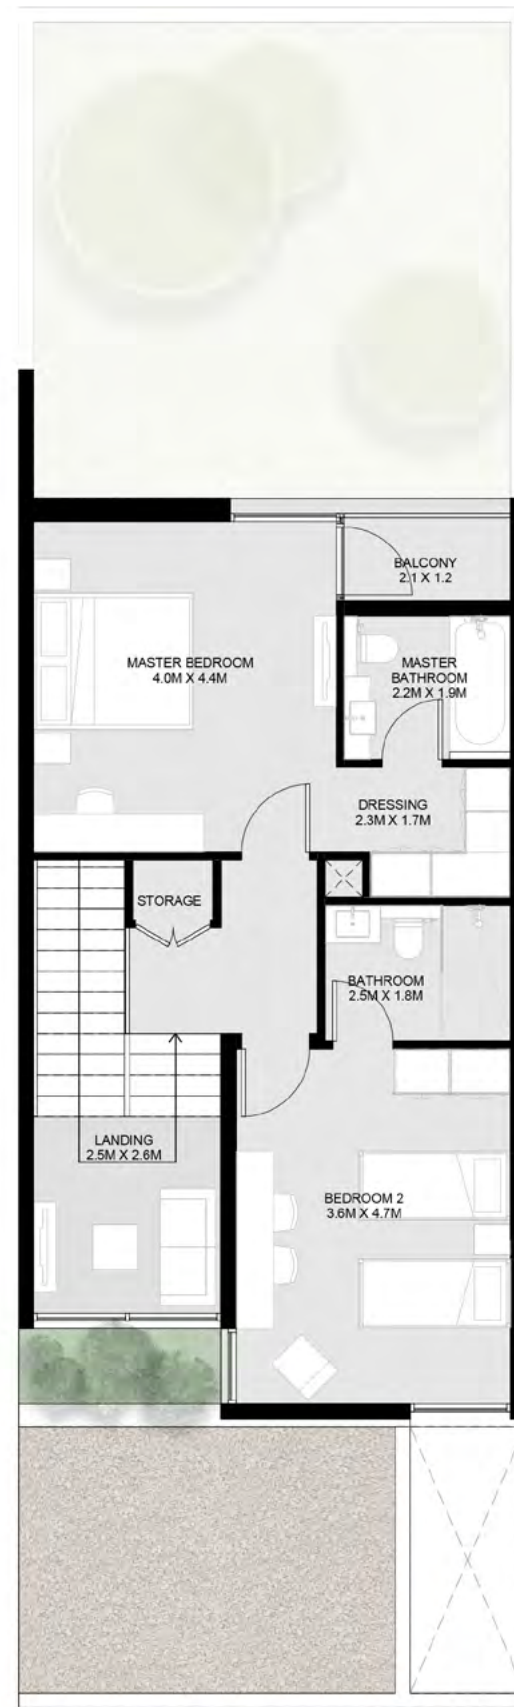 BALCONY
2.1 X 1.2
MASTER BEDROOM
4.0M X 4.4M
MASTER
BATHROOM
2.2M X 1.9M
DRESSING
2.3M X 1.7M
STORAGE
BATHROOM
2.5M X 1.8M
LANDING
2.5M X 2.6M
BEDROOM 2
3.6M X 4.7M